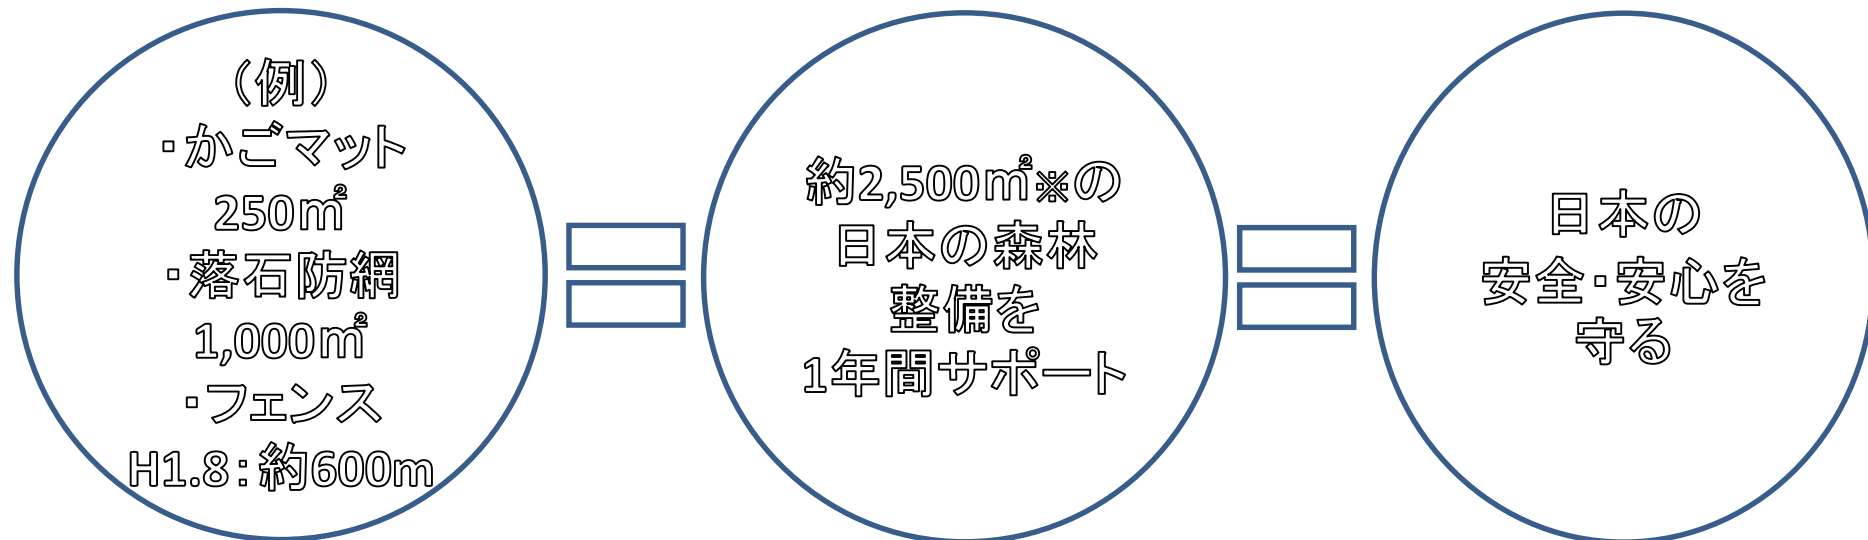 （例）
・かごマット
250㎡
・落石防網
1,000㎡
・フェンス
H1.8：約600m
約2,500㎡※の
日本の森林
整備を
1年間サポート
日本の
安全・安心を
守る